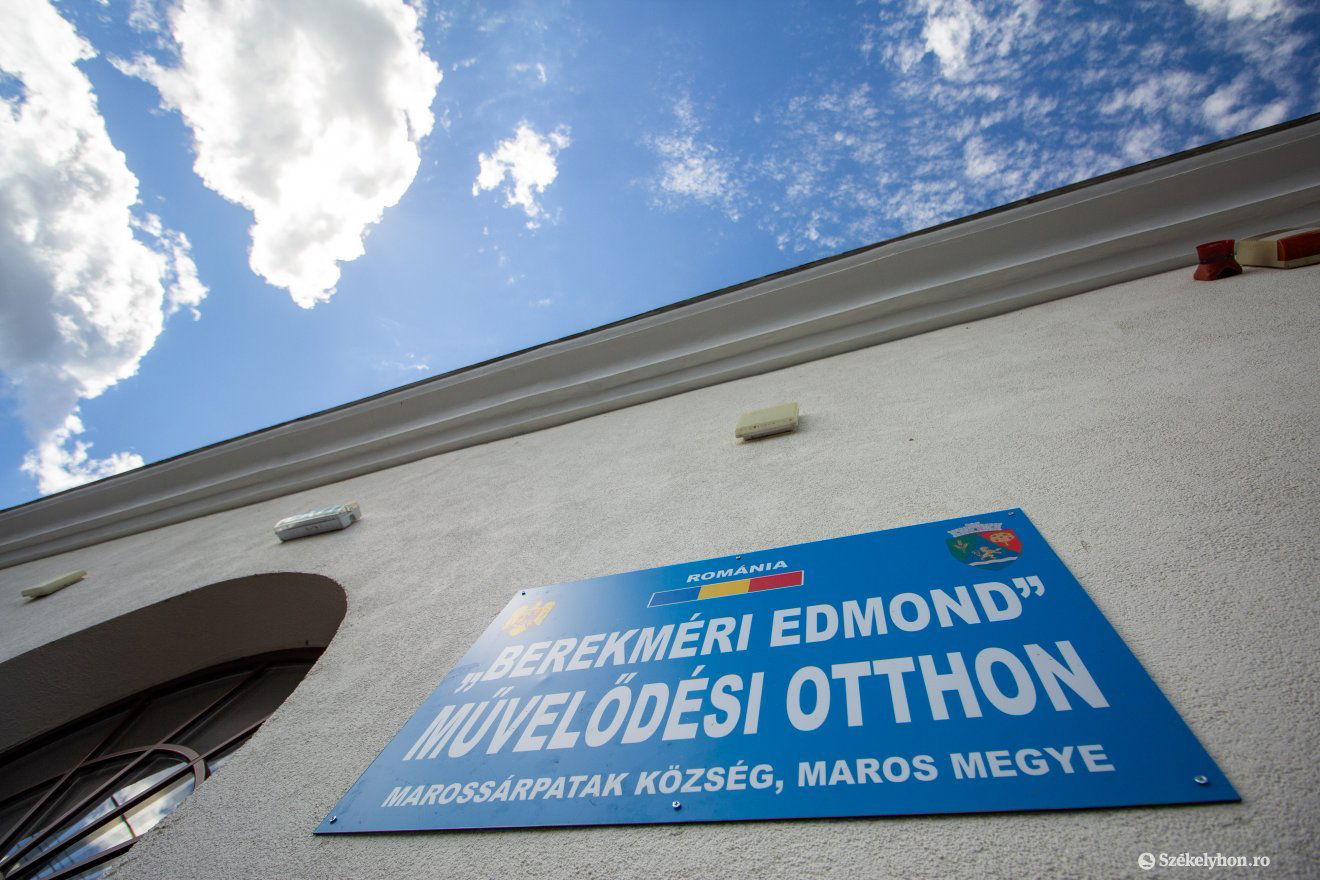 ROMÁNIA
„BEREKMÉRI EDMOND”
MŰVELŐDÉSI OTTHON
MAROSSÁRPATAK KÖZSÉG, MAROS MEGYE
Székelyhon.ro